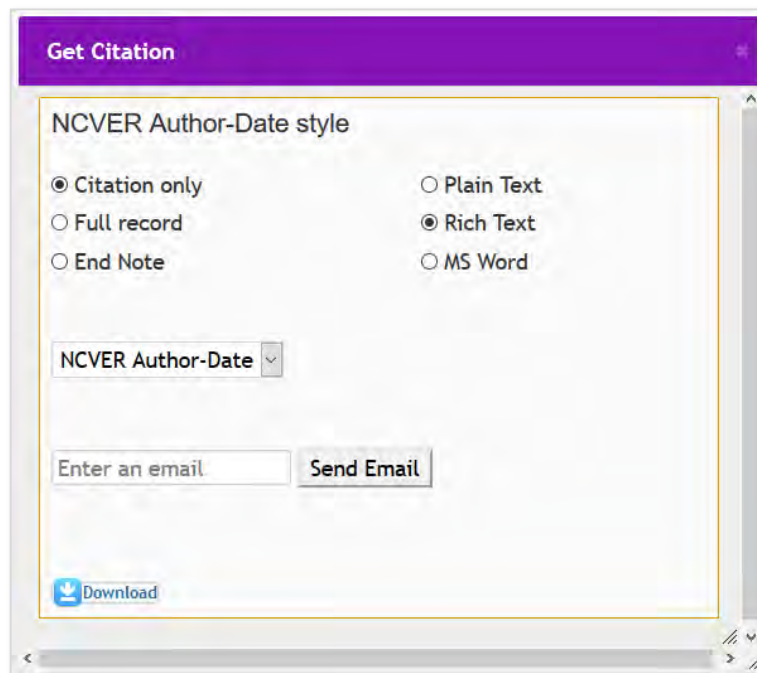 Get Citation
NCVER Author-Date style
Citation only Plain Text
Full record Rich Text
End Note MS Word
NCVER Author-Date
Enter an email Send Email
Download